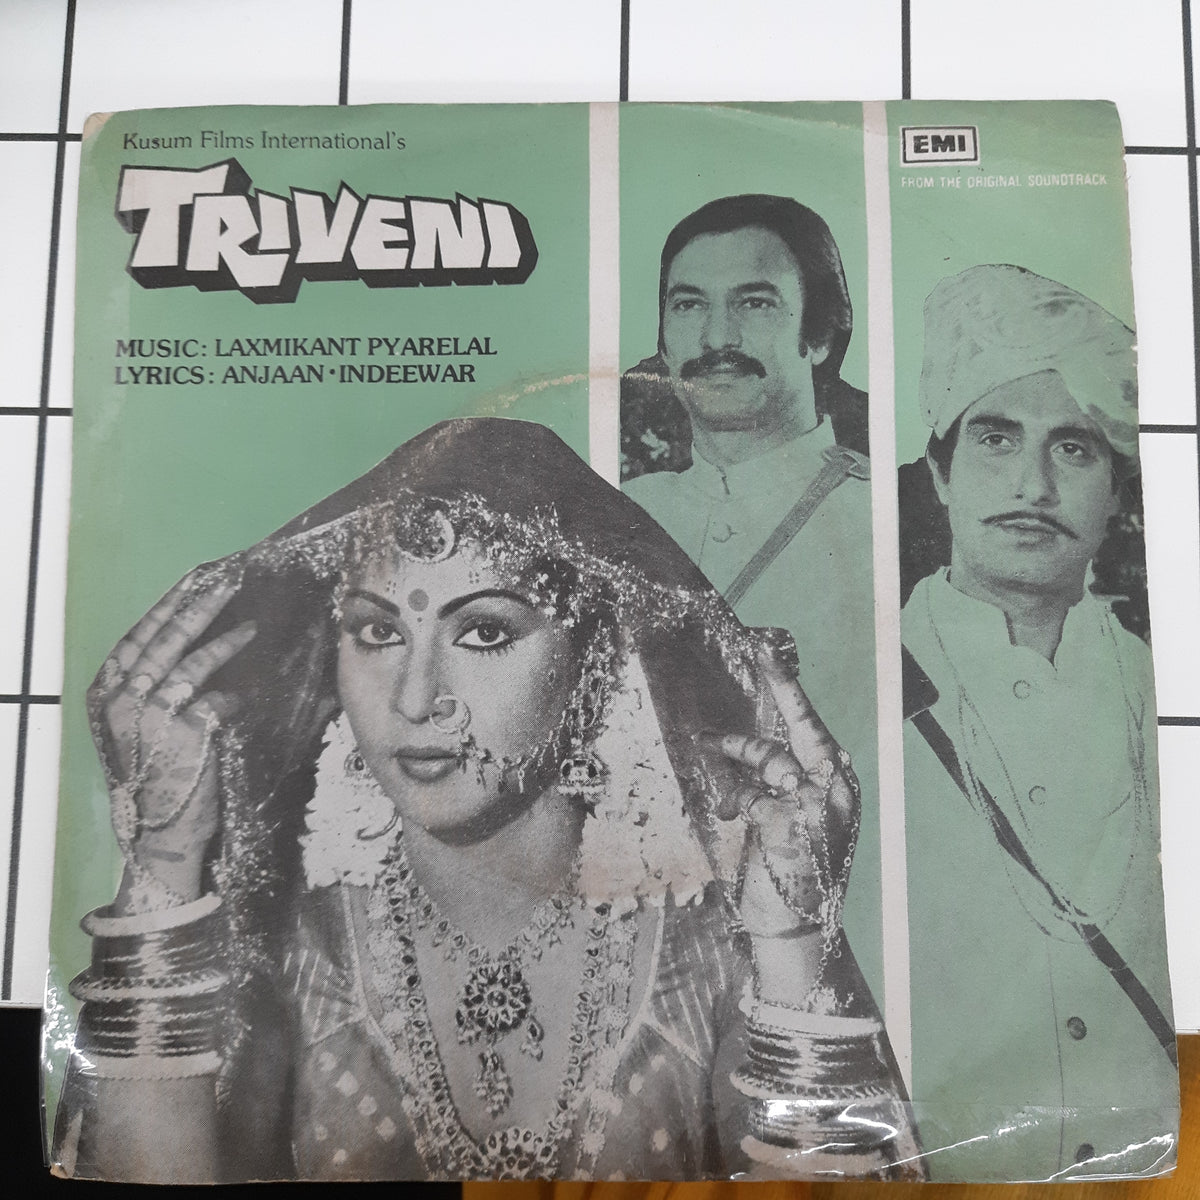 Kusum Films International's
TRIVENI
MUSIC: LAXMIKANT PYARELAL
LYRICS: ANJAAN • INDEEWAR
EMI
FROM THE ORIGINAL SOUNDTRACK